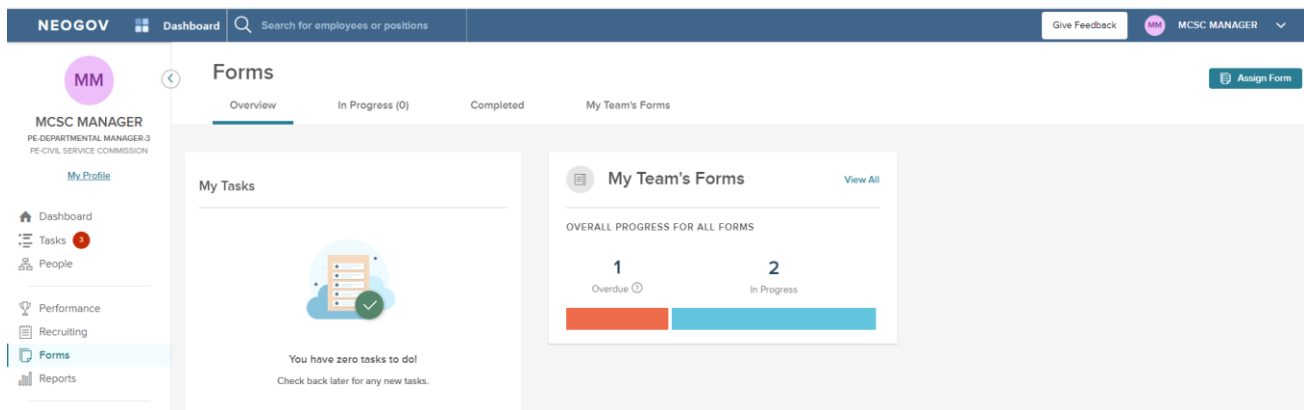 NEOGOV
Dashboard
Search for employees or positions
Give Feedback
MM
MCSC MANAGER
MM
MCSC MANAGER
PE-DEPARTMENTAL MANAGER-3
PE-CIVIL SERVICE COMMISSION
My Profile
Dashboard
Tasks 3
People
Performance
Recruiting
Forms
Reports
Forms
Assign Form
Overview
In Progress (0)
Completed
My Team's Forms
My Tasks
You have zero tasks to do!
Check back later for any new tasks.
My Team's Forms
View All
OVERALL PROGRESS FOR ALL FORMS
1
Overdue ?
2
In Progress